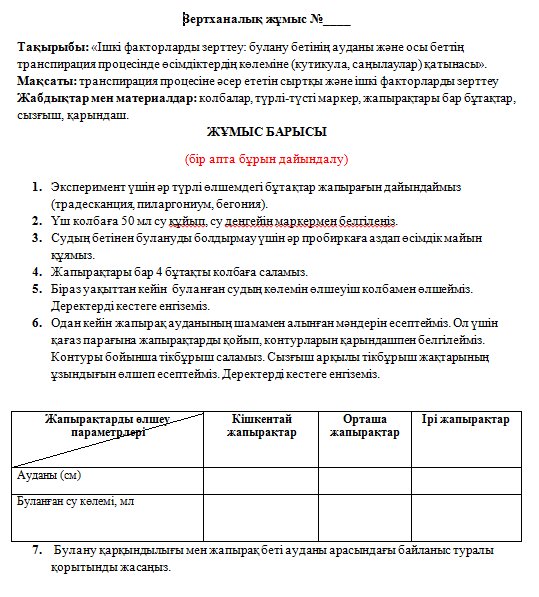 Зертханалық жұмыс №____
Тақырыбы: «Ішкі факторларды зерттеу: булану бетінің ауданы және осы беттің
транспирация процесінде өсімдіктердің көлеміне (кутикула, саңылаулар) қатынасы».
Мақсаты: транспирация процесіне әсер ететін сыртқы және ішкі факторларды зерттеу
Жабдықтар мен материалдар: колбалар, түрлі-түсті маркер, жапырақтары бар бұтақтар,
сызғыш, қарындаш.
ЖҰМЫС БАРЫСЫ
(бір апта бұрын дайындалу)
1. Эксперимент үшін әр түрлі өлшемдегі бұтақтар жапырағын дайындаймыз
(традесканция, пиларгониум, бегония).
2. Үш колбаға 50 мл су құйып, су деңгейін маркермен белгілеңіз.
3. Судың бетінен булануды болдырмау үшін әр пробиркаға аздап өсімдік майын
құямыз.
4. Жапырақтары бар 4 бұтақты колбаға саламыз.
5. Біраз уақыттан кейін буланған судың көлемін өлшеуіш колбамен өлшейміз.
Деректерді кестеге енгіземіз.
6. Одан кейін жапырақ ауданының шамамен алынған мәндерін есептейміз. Ол үшін
қағаз парағына жапырақтарды қойып, контурларын қарындашпен белгілейміз.
Контуры бойынша тікбұрыш саламыз. Сызғыш арқылы тікбұрыш жақтарының
ұзындығын өлшеп есептейміз. Деректерді кестеге енгіземіз.
Жапырақтарды өлшеу Кішкентай Орташа Ірі жапырақтар
параметрлері жапырақтар жапырақтар
Ауданы (см)
Буланған су көлемі, мл
7. Булану қарқындылығы мен жапырақ беті ауданы арасындағы байланыс туралы
қорытынды жасаңыз.